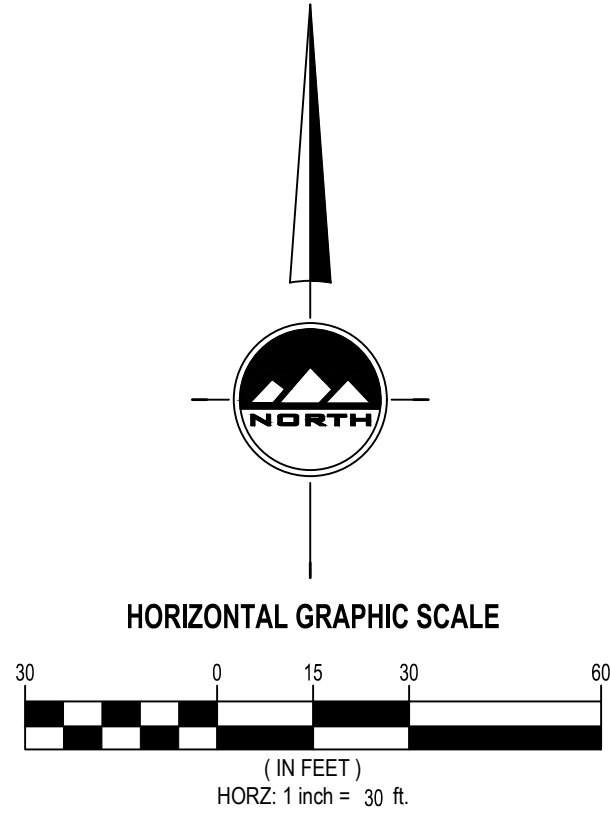 NORTH
HORIZONTAL GRAPHIC SCALE
30 0 15 30 60
( IN FEET )
HORZ: 1 inch = 30 ft.